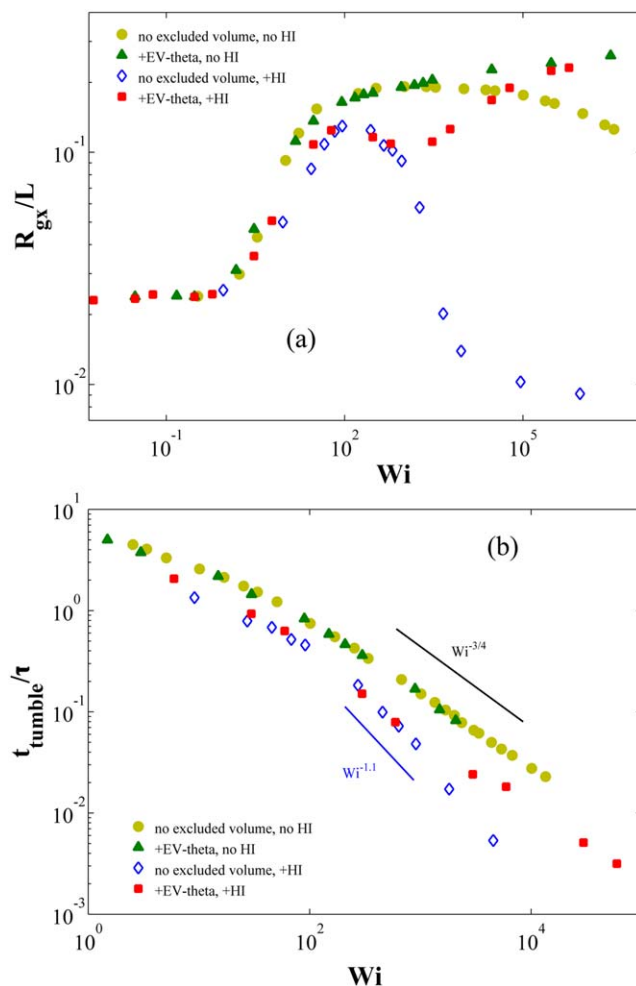 no excluded volume, no HI
+EV-theta, no HI
no excluded volume, +HI
+EV-theta, +HI
R_gx/L
10^-1
10^-2
(a)
10^-1 10^2 10^5
Wi
10^1
10^0
10^-1
10^-2
10^-3
t_tumble/τ
(b)
Wi^-3/4
Wi^-1.1
no excluded volume, no HI
+EV-theta, no HI
no excluded volume, +HI
+EV-theta, +HI
10^0 10^2 10^4
Wi